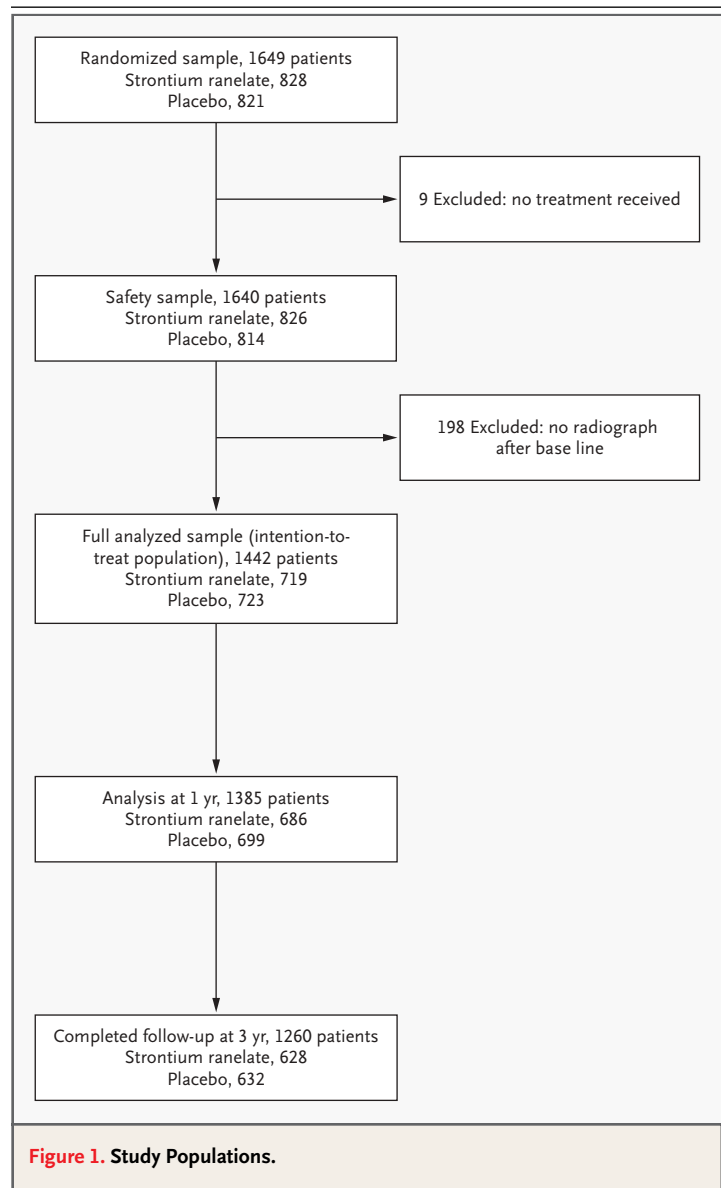 Randomized sample, 1649 patients
Strontium ranelate, 828
Placebo, 821
9 Excluded: no treatment received
Safety sample, 1640 patients
Strontium ranelate, 826
Placebo, 814
198 Excluded: no radiograph
after base line
Full analyzed sample (intention-to-
treat population), 1442 patients
Strontium ranelate, 719
Placebo, 723
Analysis at 1 yr, 1385 patients
Strontium ranelate, 686
Placebo, 699
Completed follow-up at 3 yr, 1260 patients
Strontium ranelate, 628
Placebo, 632
Figure 1. Study Populations.